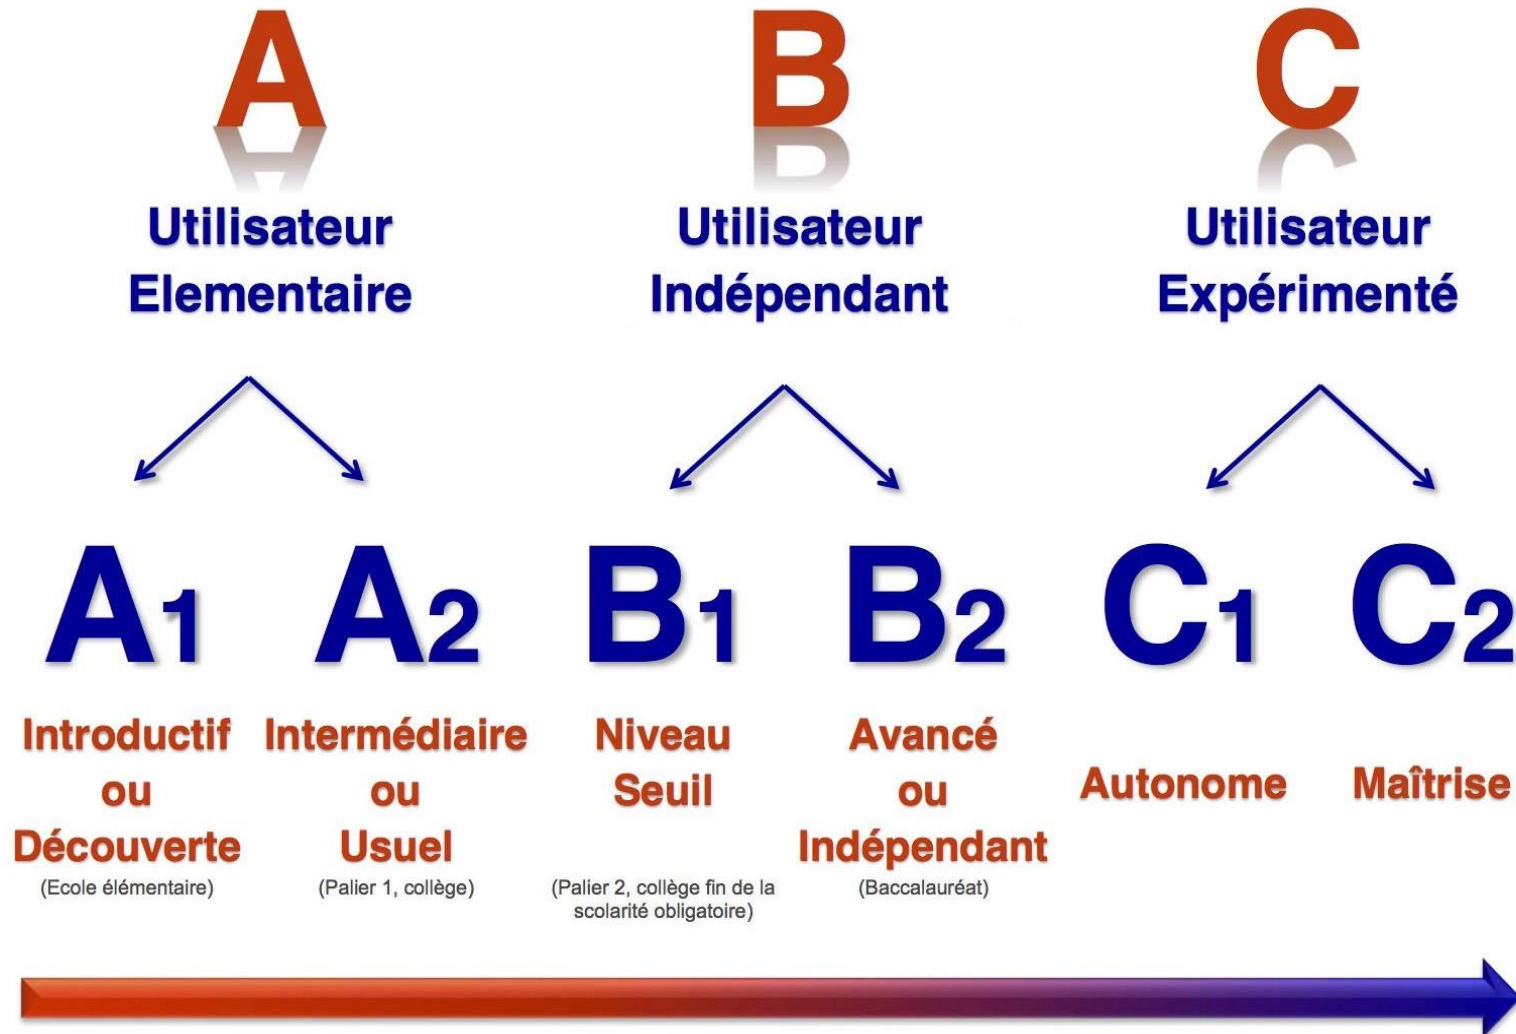 A
B
C
Utilisateur
Elementaire
Utilisateur
Indépendant
Utilisateur
Expérimenté
A1
A2
B1
B2
C1
C2
Introductif
ou
Découverte
(Ecole élémentaire)
Intermédiaire
ou
Usuel
(Palier 1, collège)
Niveau
Seuil
(Palier 2, collège fin de la
scolarité obligatoire)
Avancé
ou
Indépendant
(Baccalauréat)
Autonome
Maîtrise